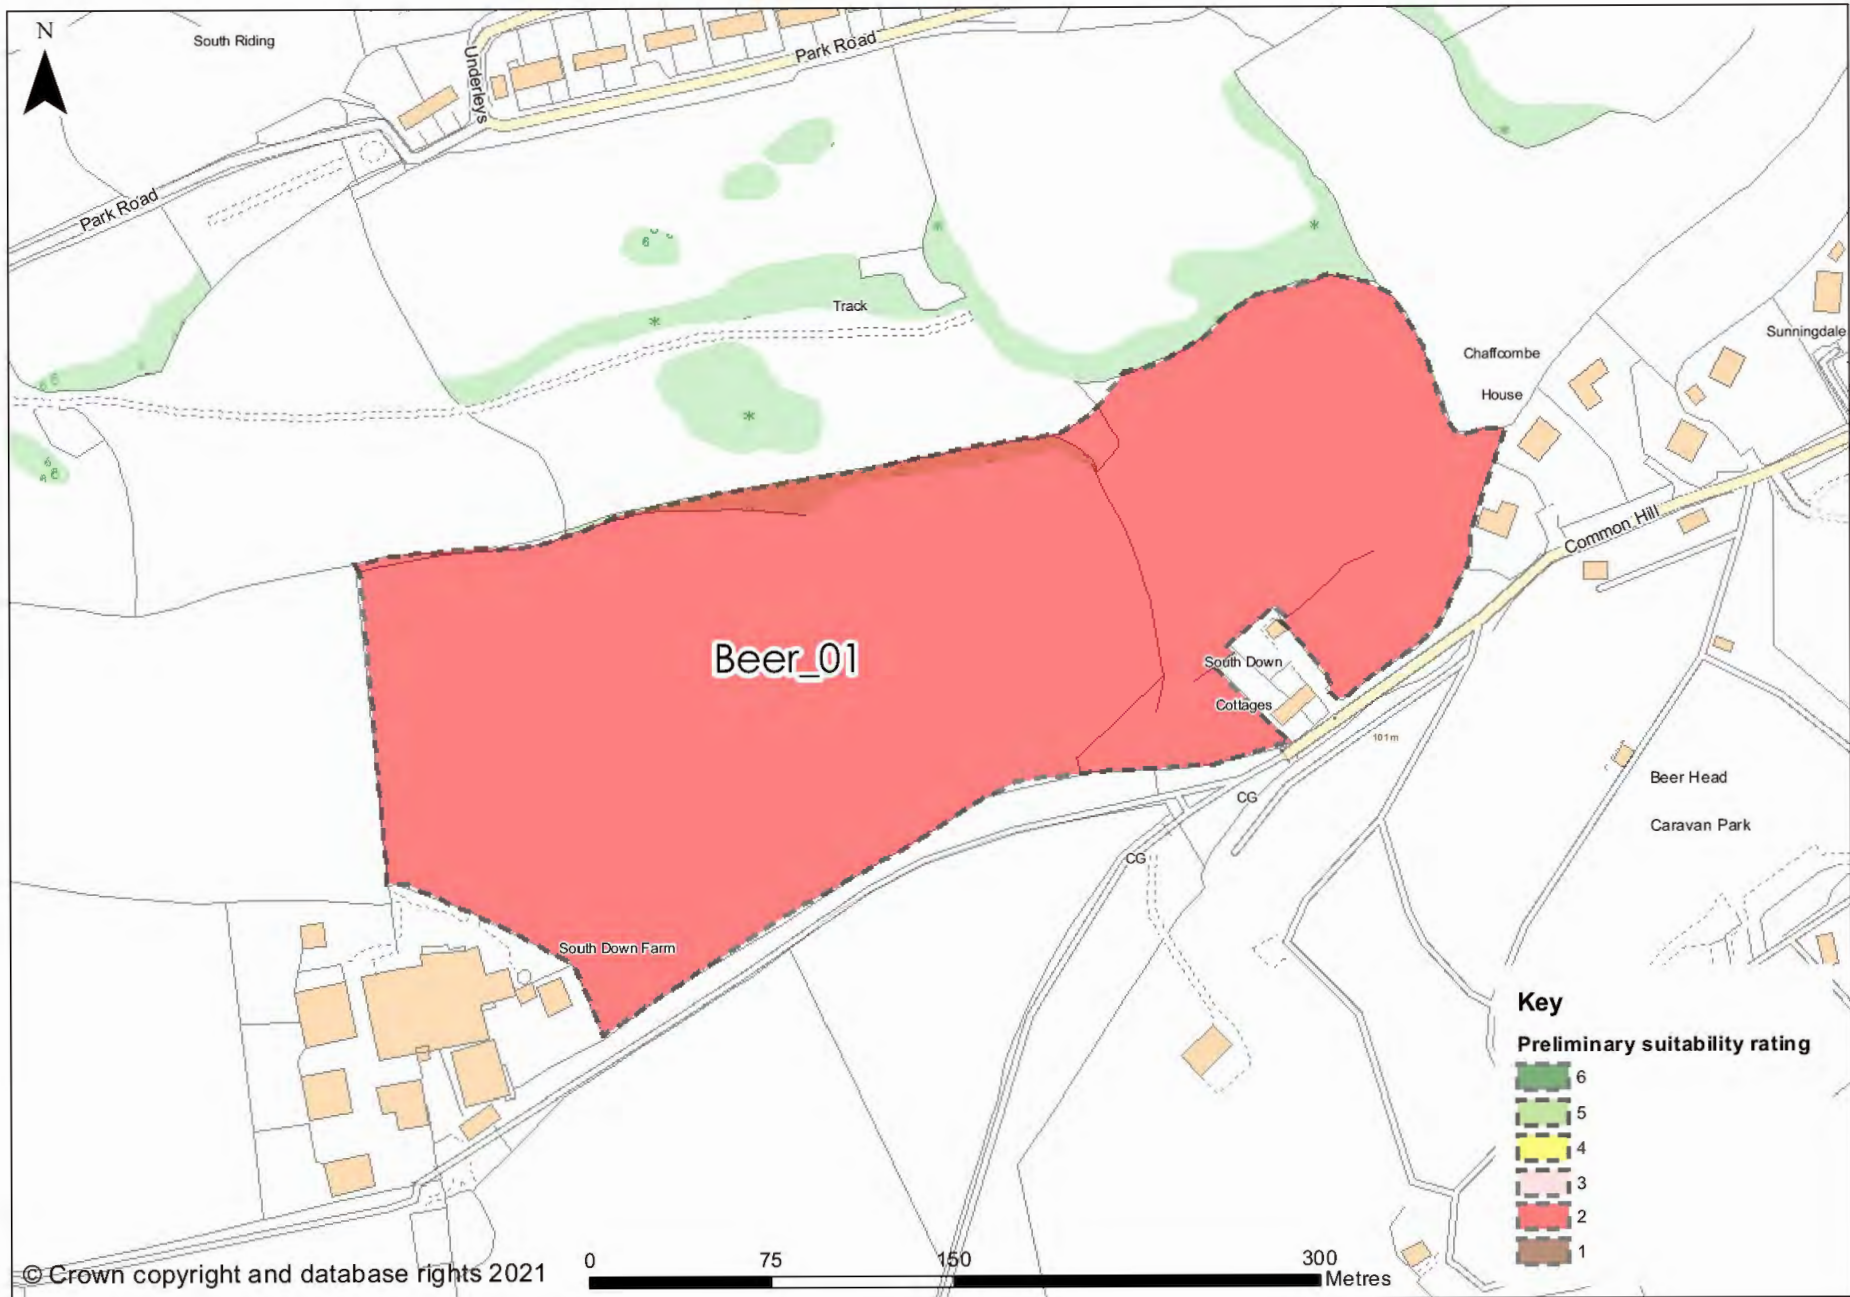 N
South Riding
Underleys
Park Road
Park Road
Track
Chaffcombe
House
Sunningdale
Common Hill
Beer_01
South Down
Cottages
101m
CG
CG
Beer Head
Caravan Park
South Down Farm
Key
Preliminary suitability rating
6
5
4
3
2
1
0 75 150 300
Metres
© Crown copyright and database rights 2021